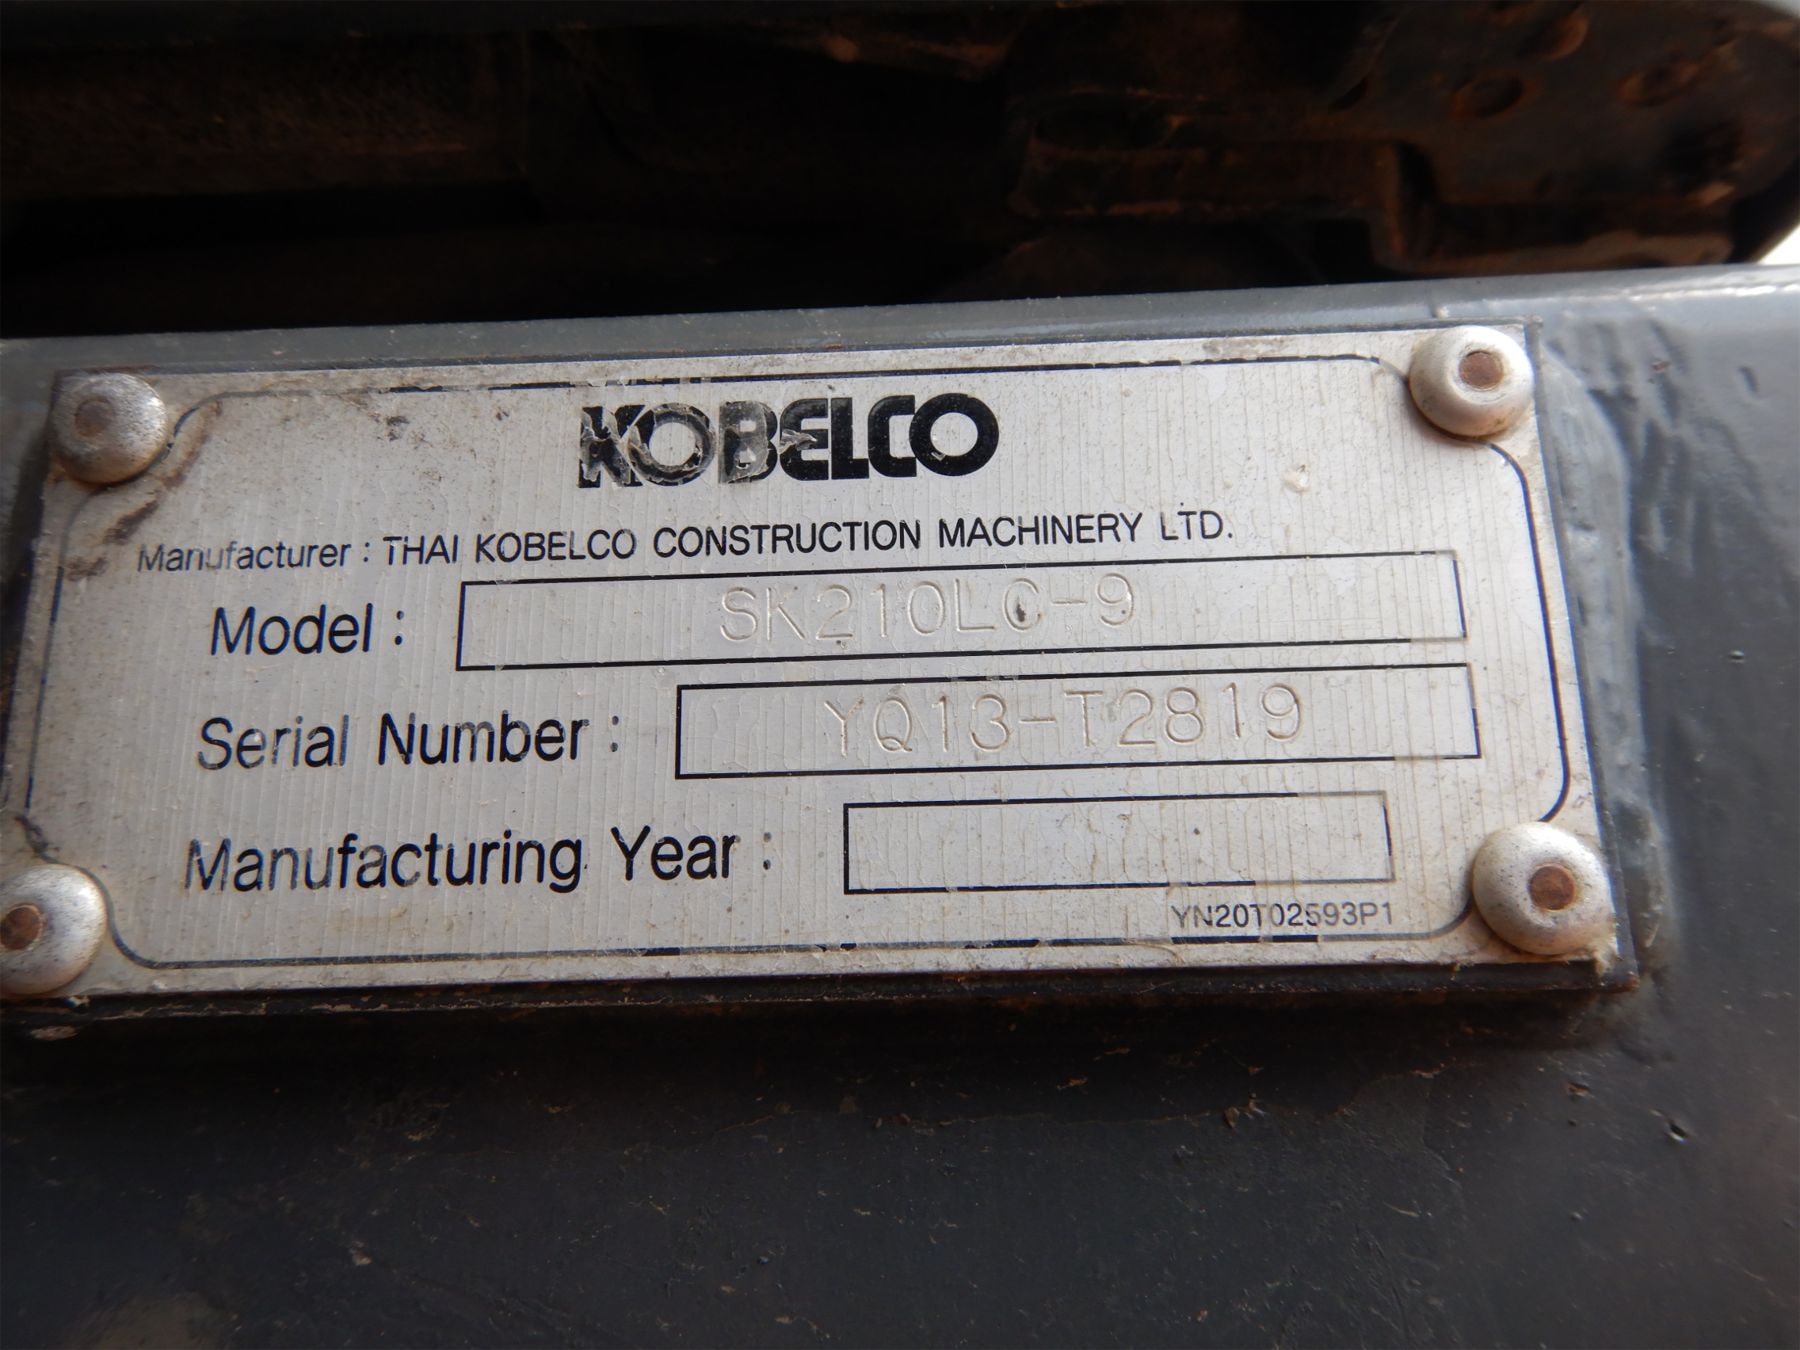 KOBELCO
Manufacturer : THAI KOBELCO CONSTRUCTION MACHINERY LTD.
Model : SK210LC-9
Serial Number : YQ13-T2819
Manufacturing Year :
YN20T02593P1